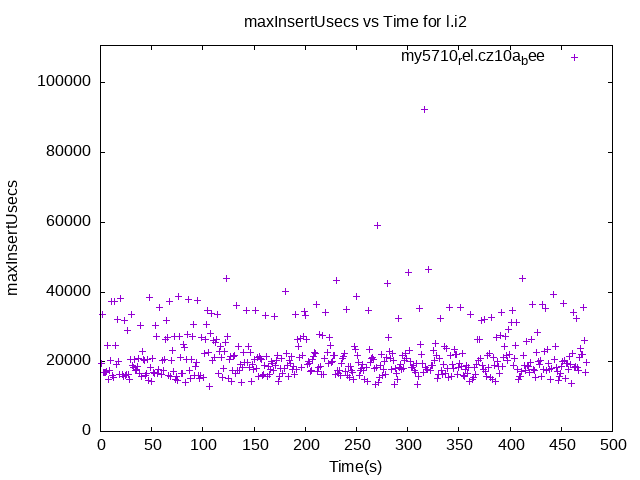 maxInsertUsecs vs Time for l.i2
my5710rel.cz10abee
100000
80000
60000
40000
20000
0
maxInsertUsecs
0 50 100 150 200 250 300 350 400 450 500
Time(s)